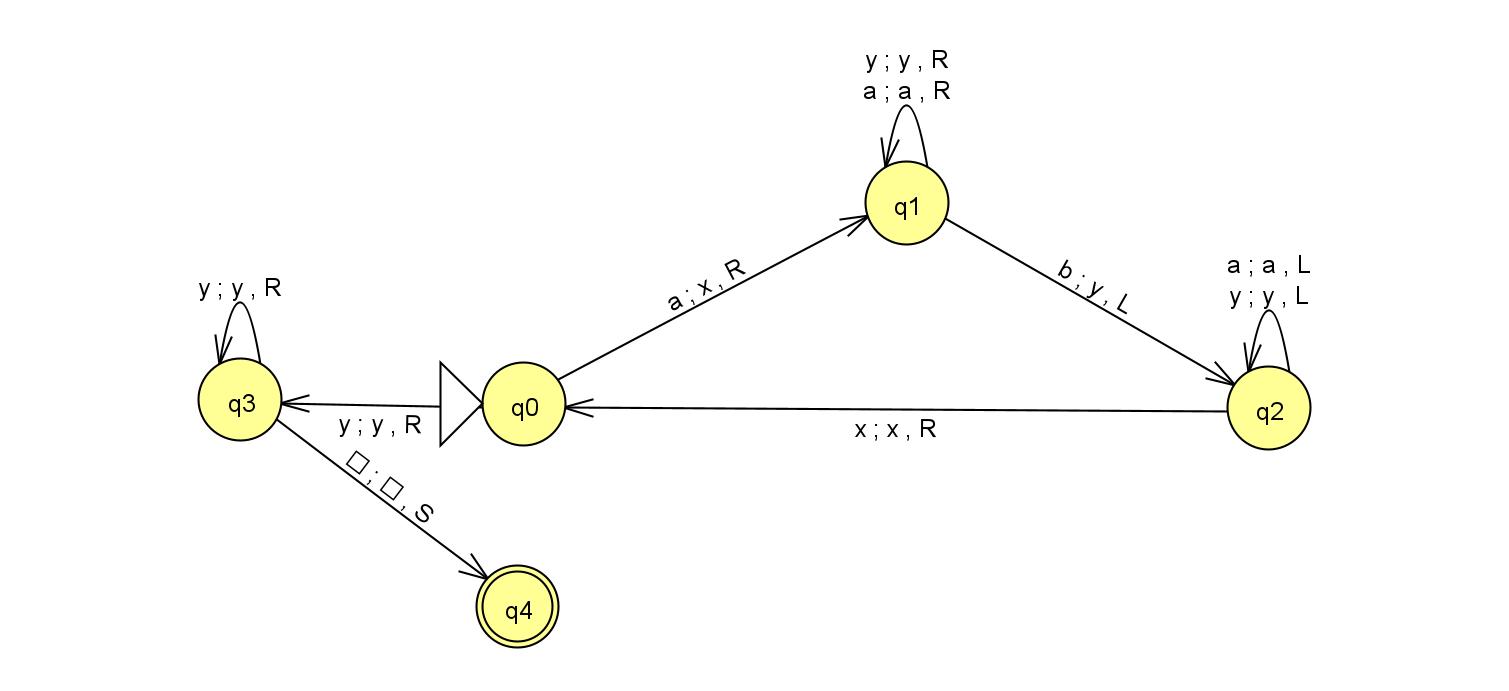 y ; y , R
a ; a , R
q1
a ; x , R
b ; y , L
a ; a , L
y ; y , L
y ; y , R
q3
q0
q2
y ; y , R
x ; x , R
□ ; □ , S
q4